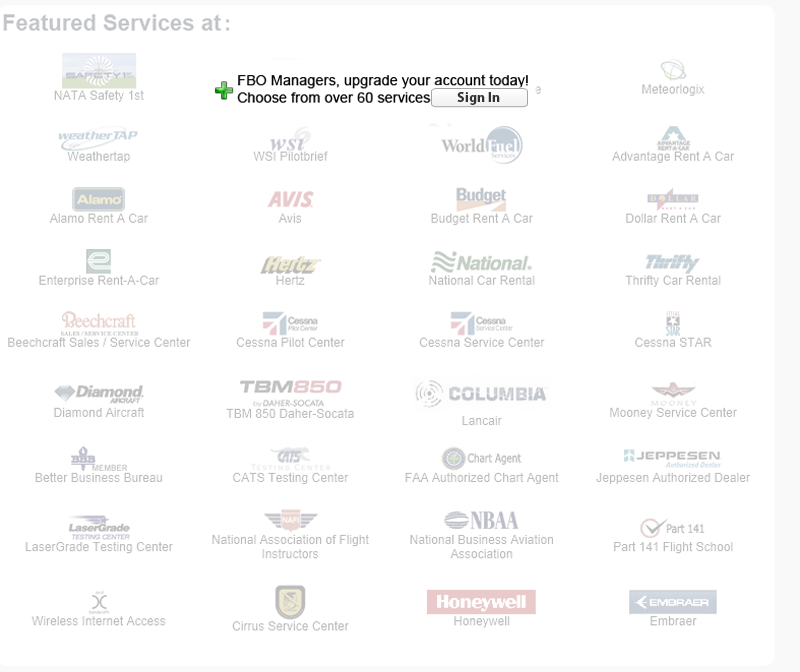 Featured Services at:
FBO Managers, upgrade your account today!
Choose from over 60 services
Sign In
SAFETY 1st
NATA Safety 1st
Meteorlogix
weatherTAP
Weathertap
WSI
WSI Pilotbrief
World Fuel
Services
ADVANTAGE
RENT-A-CAR
Advantage Rent A Car
Alamo
Alamo Rent A Car
AVIS
Avis
Budget
Budget Rent A Car
DOLLAR
RENT A CAR
Dollar Rent A Car
e
Enterprise Rent-A-Car
Hertz
Hertz
National.
National Car Rental
Thrifty
Thrifty Car Rental
Beechcraft
SALES / SERVICE CENTER
Beechcraft Sales / Service Center
Cessna
Pilot Center
Cessna Pilot Center
Cessna
Service Center
Cessna Service Center
STAR
Cessna STAR
Diamond
AIRCRAFT
Diamond Aircraft
TBM850
by DAHER-SOCATA
TBM 850 Daher-Socata
COLUMBIA
Lancair
MOONEY
Mooney Service Center
BBB
MEMBER
Better Business Bureau
CATS
TESTING CENTER
CATS Testing Center
Chart Agent
FAA Authorized Chart Agent
JEPPESEN
Authorized Dealer
Jeppesen Authorized Dealer
LaserGrade
TESTING CENTER
LaserGrade Testing Center
NAFI
National Association of Flight
Instructors
NBAA
National Business Aviation
Association
Part 141
Part 141 Flight School
Wireless Internet Access
Cirrus Service Center
Honeywell
Honeywell
EMBRAER
Embraer